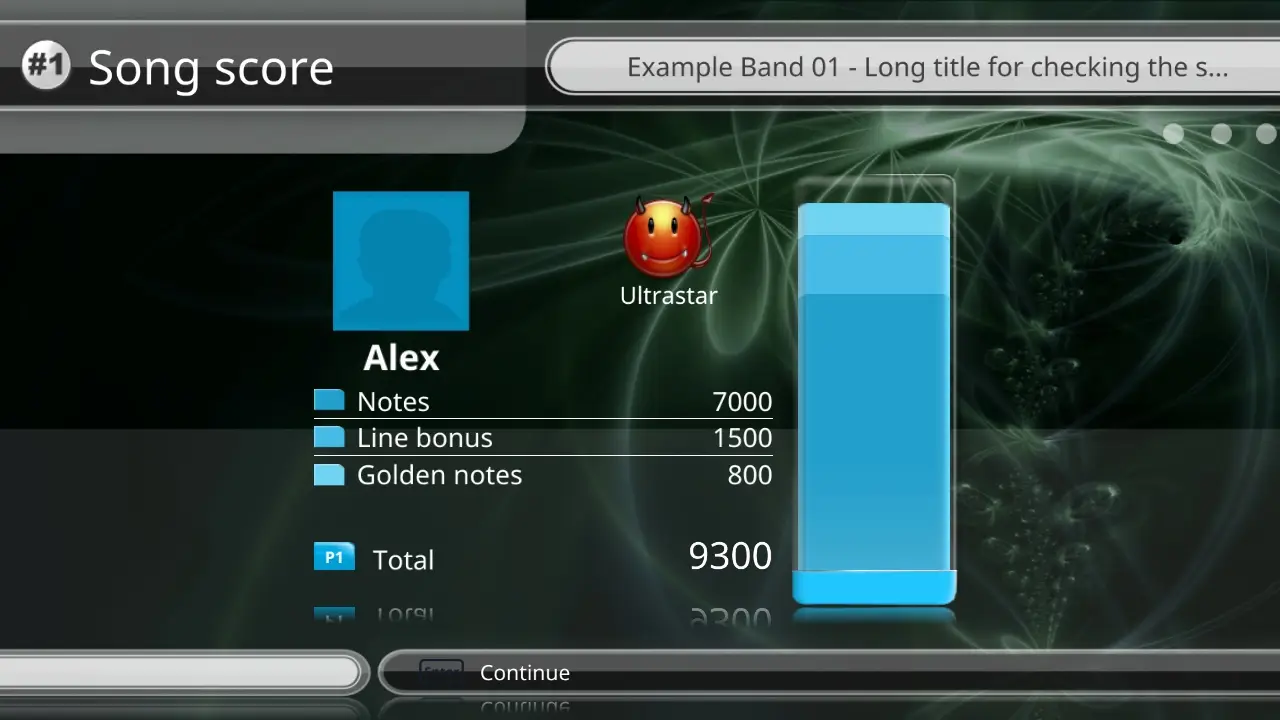 #1 Song score
Example Band 01 - Long title for checking the s...
Ultrastar
Alex
Notes 7000
Line bonus 1500
Golden notes 800
P1 Total 9300
Enter Continue